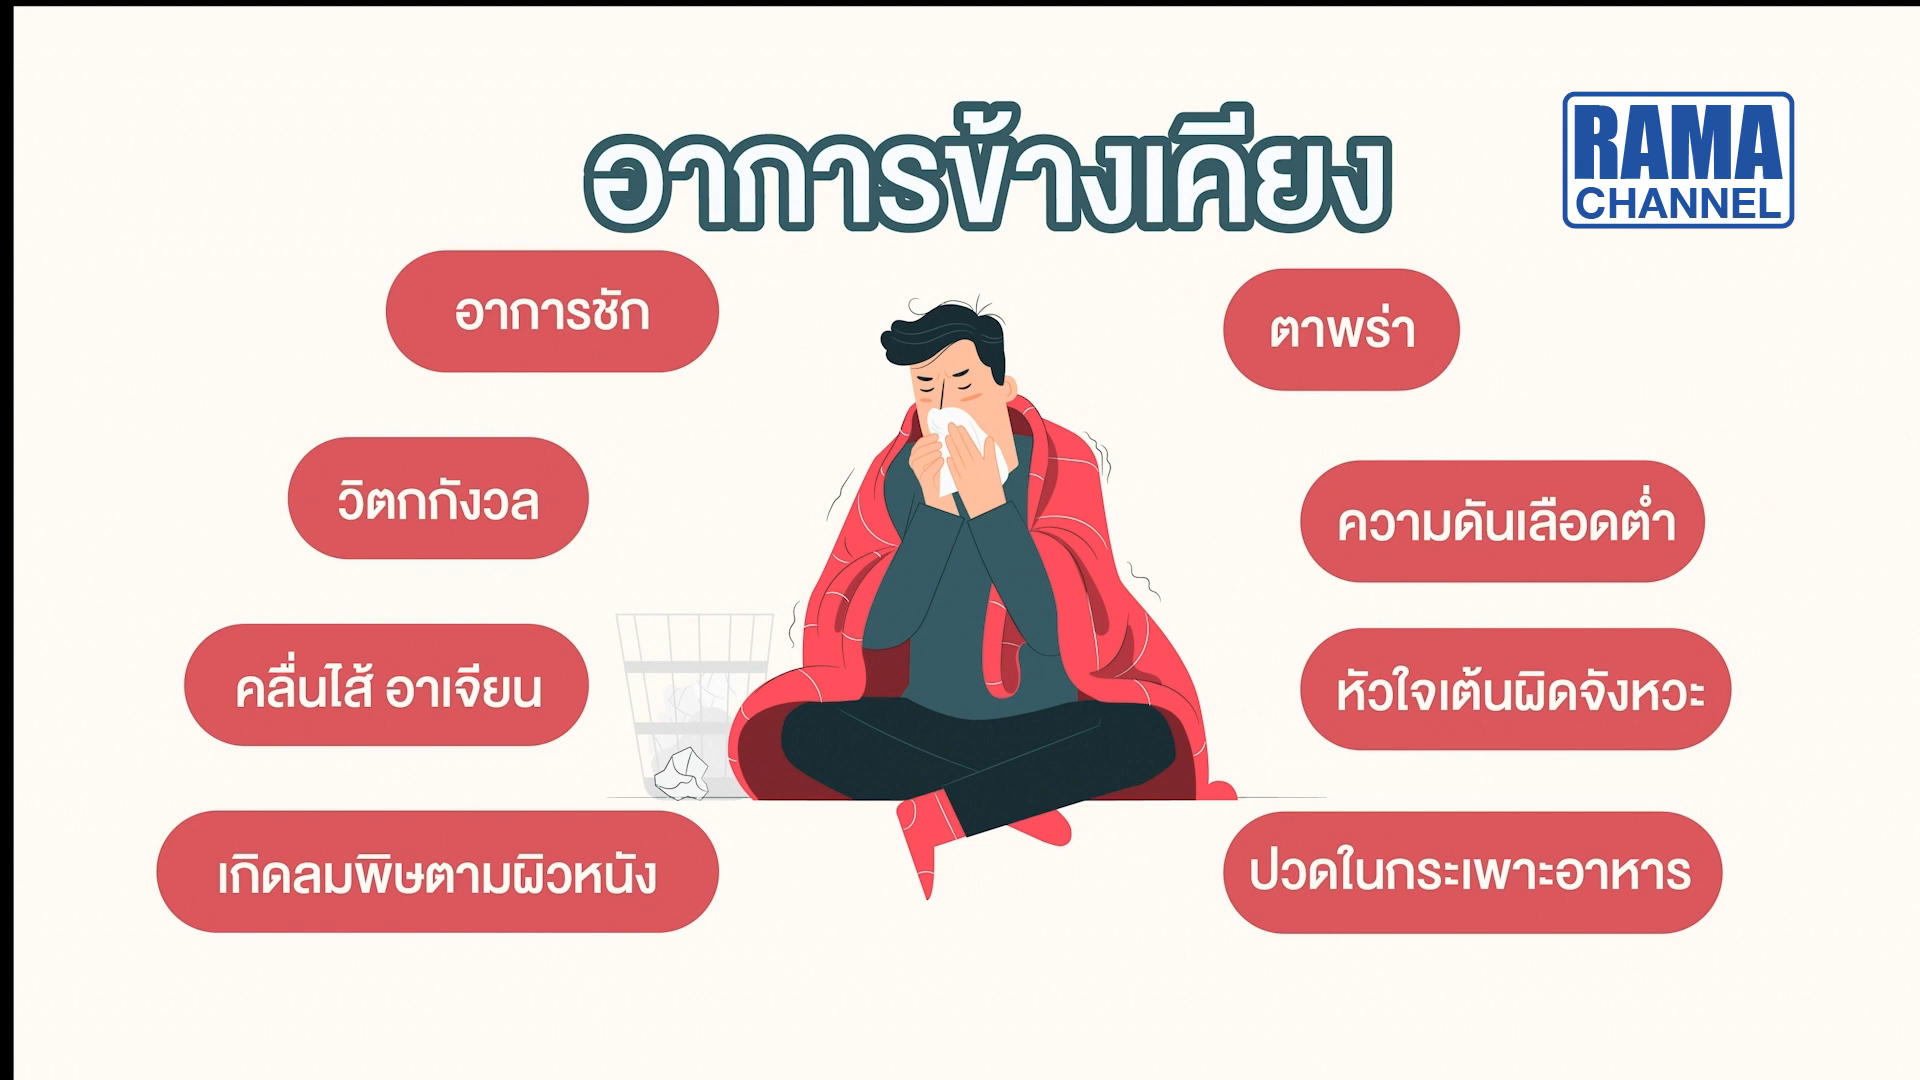 อาการข้างเคียง
RAMA
CHANNEL
อาการชัก
วิตกกังวล
คลื่นไส้ อาเจียน
เกิดลมพิษตามผิวหนัง
ตาพร่า
ความดันเลือดต่ำ
หัวใจเต้นผิดจังหวะ
ปวดในกระเพาะอาหาร